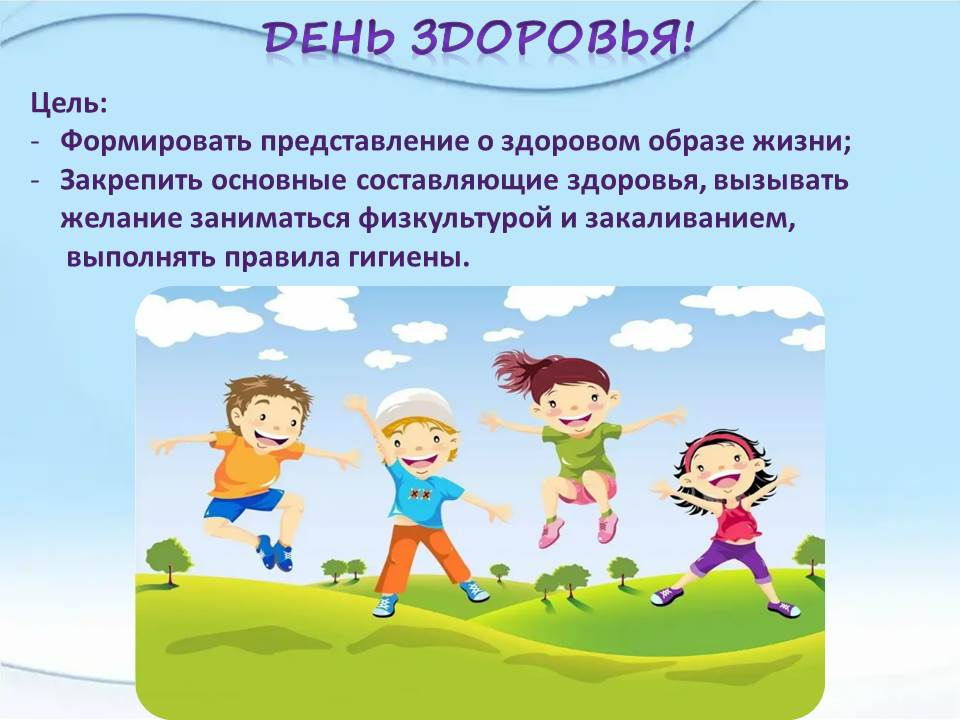 ДЕНЬ ЗДОРОВЬЯ!
Цель:
- Формировать представление о здоровом образе жизни;
- Закрепить основные составляющие здоровья, вызывать
желание заниматься физкультурой и закаливанием,
выполнять правила гигиены.